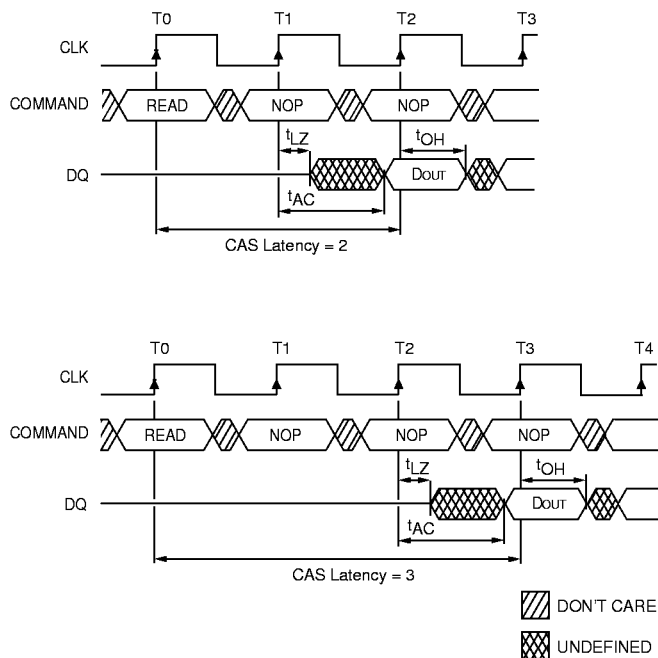 T0 T1 T2 T3
CLK
COMMAND READ NOP NOP
tLZ tOH
DQ DOUT
tAC
CAS Latency = 2
T0 T1 T2 T3 T4
CLK
COMMAND READ NOP NOP NOP
tLZ tOH
DQ DOUT
tAC
CAS Latency = 3
DON'T CARE
UNDEFINED